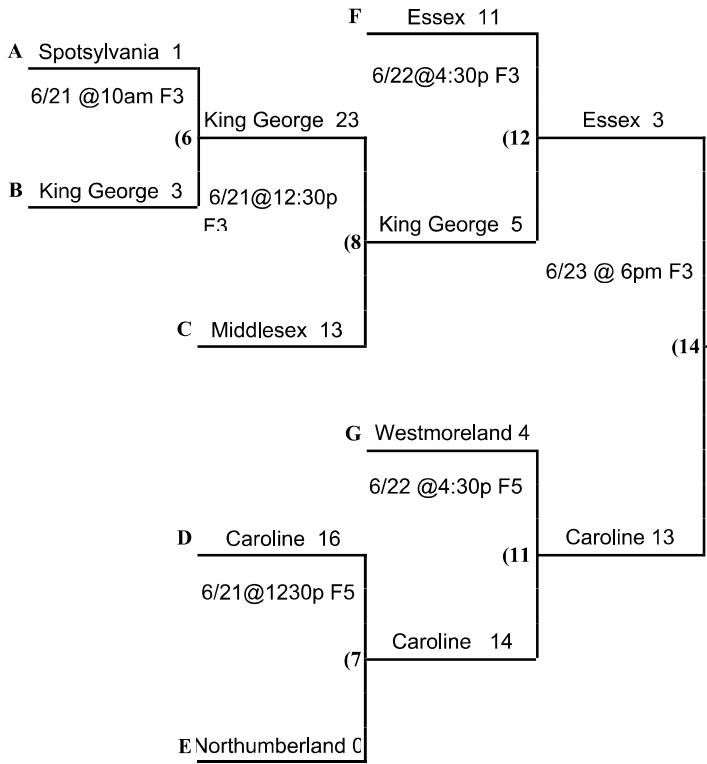 F Essex 11
A Spotsylvania 1
6/22@4:30p F3
6/21 @10am F3
King George 23
(6
(12
Essex 3
B King George 3
6/21@12:30p
F3
King George 5
(8
6/23 @ 6pm F3
C Middlesex 13
(14
G Westmoreland 4
6/22 @4:30p F5
D Caroline 16
Caroline 13
(11
6/21@1230p F5
Caroline 14
(7
E Northumberland 0